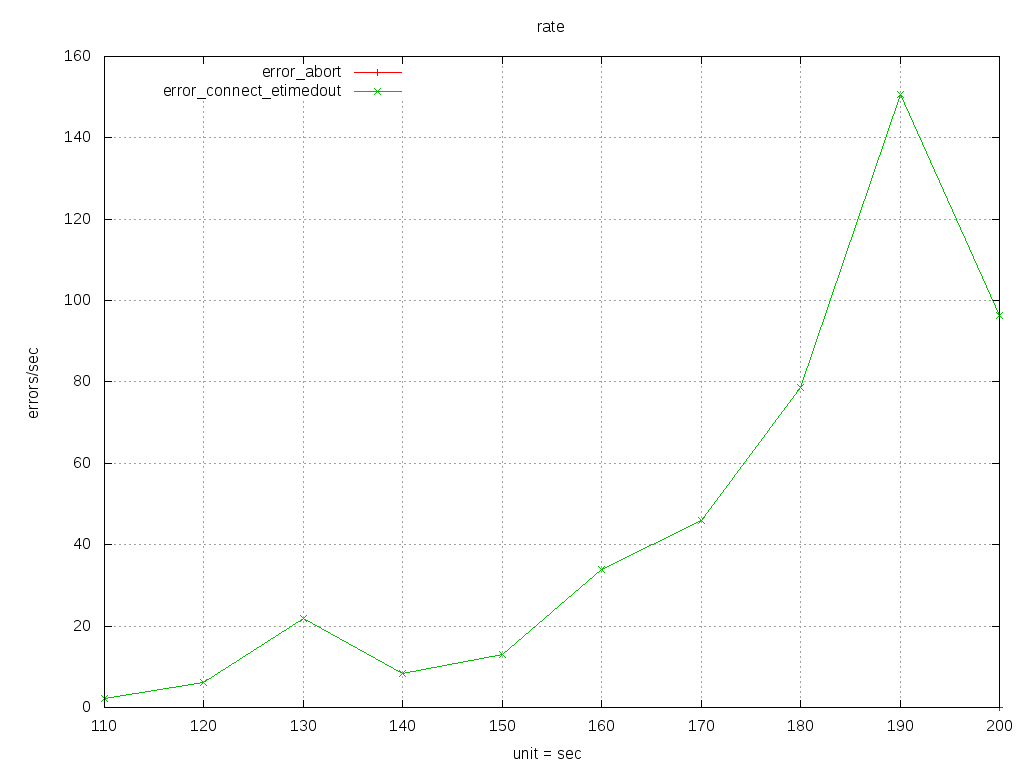 rate
160
error_abort
error_connect_etimedout
140
120
100
80
60
40
20
0
errors/sec
110 120 130 140 150 160 170 180 190 200
unit = sec